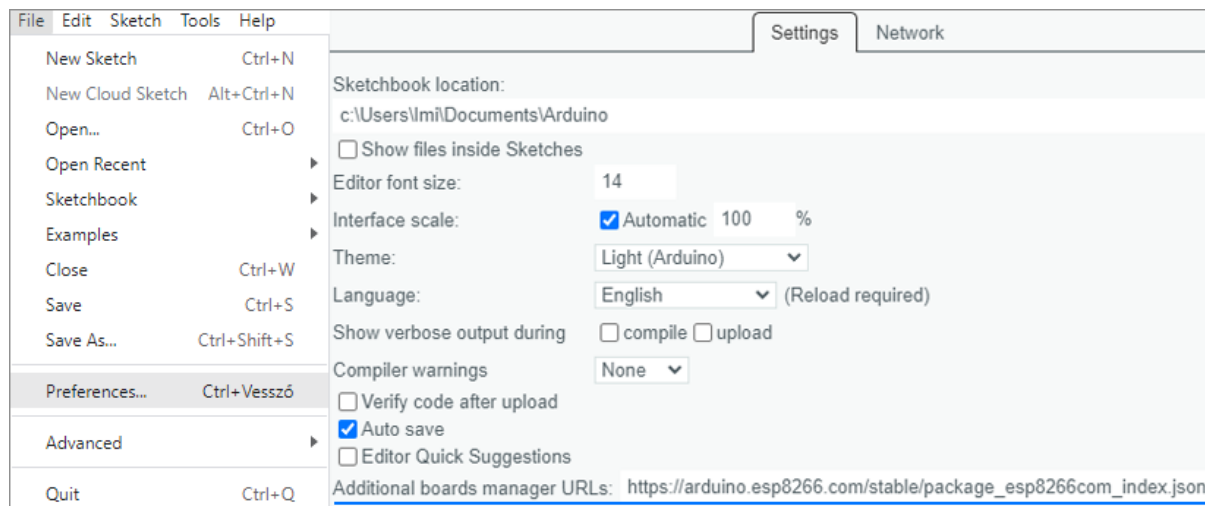 File Edit Sketch Tools Help
New Sketch Ctrl+N
New Cloud Sketch Alt+Ctrl+N
Open... Ctrl+O
Open Recent
Sketchbook
Examples
Close Ctrl+W
Save Ctrl+S
Save As... Ctrl+Shift+S
Preferences... Ctrl+Vessző
Advanced
Quit Ctrl+Q
Settings Network
Sketchbook location:
c:\Users\Imi\Documents\Arduino
Show files inside Sketches
Editor font size: 14
Interface scale: Automatic 100 %
Theme: Light (Arduino)
Language: English (Reload required)
Show verbose output during compile upload
Compiler warnings None
Verify code after upload
Auto save
Editor Quick Suggestions
Additional boards manager URLs: https://arduino.esp8266.com/stable/package_esp8266com_index.json